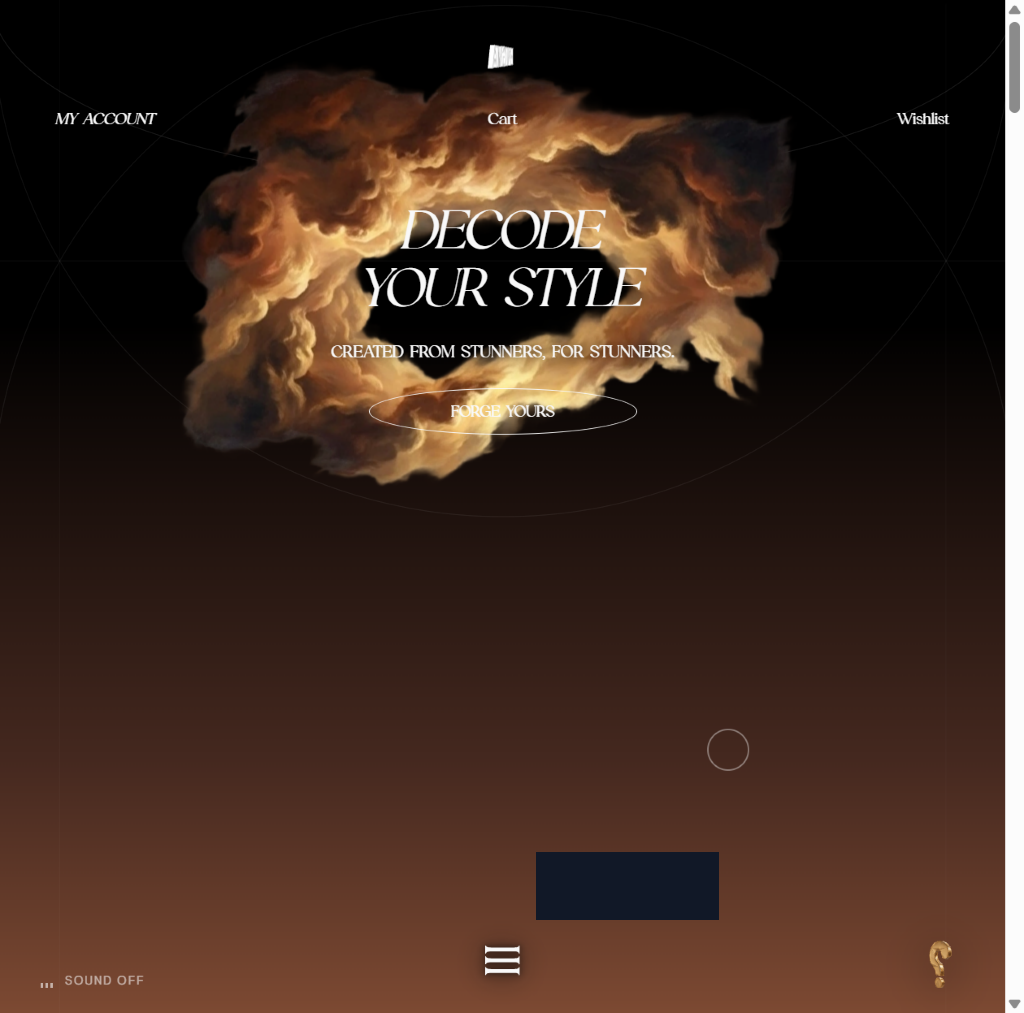 MY ACCOUNT
Cart
Wishlist
DECODE
YOUR STYLE
CREATED FROM STUNNERS, FOR STUNNERS.
FORGE YOURS
SOUND OFF
?